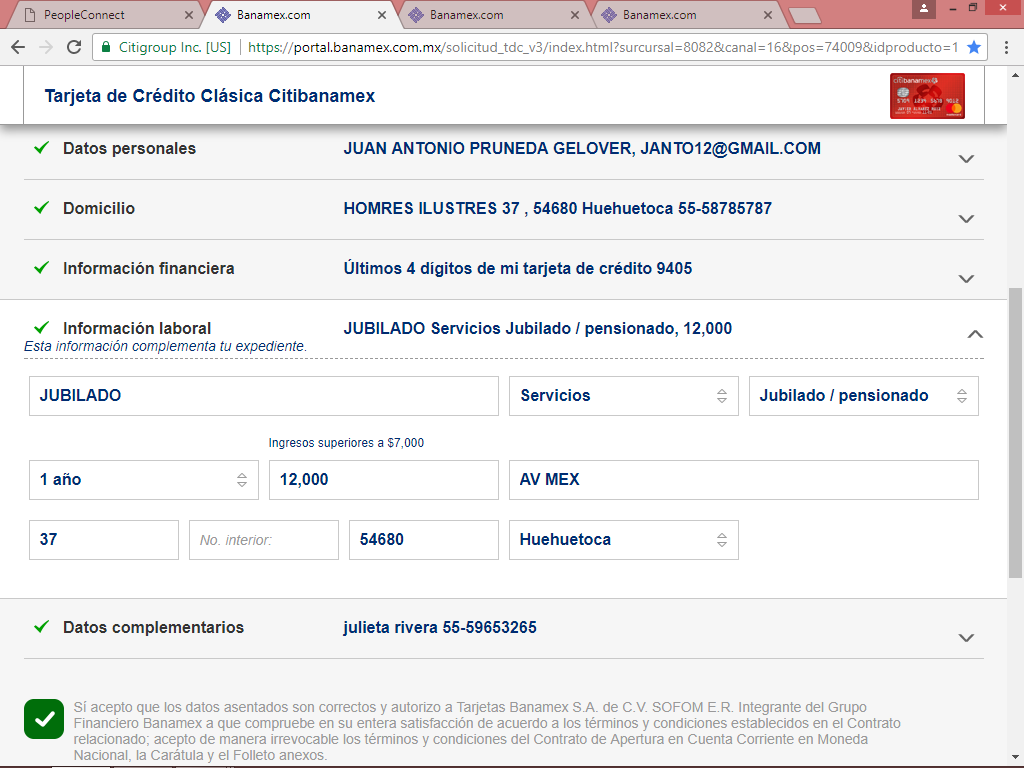 PeopleConnect
Banamex.com
Banamex.com
Banamex.com
Citigroup Inc. [US] https://portal.banamex.com.mx/solicitud_tdc_v3/index.html?sursursal=8082&canal=16&pos=74009&idproducto=1
Tarjeta de Crédito Clásica Citibanamex
citibanamex
Datos personales JUAN ANTONIO PRUNEDA GELOVER, JANTO12@GMAIL.COM
Domicilio HOMRES ILUSTRES 37 , 54680 Huehuetoca 55-58785787
Información financiera Últimos 4 dígitos de mi tarjeta de crédito 9405
Información laboral JUBILADO Servicios Jubilado / pensionado, 12,000
Esta información complementa tu expediente.
JUBILADO Servicios Jubilado / pensionado
Ingresos superiores a $7,000
1 año 12,000 AV MEX
37 No. interior: 54680 Huehuetoca
Datos complementarios julieta rivera 55-59653265
Sí acepto que los datos asentados son correctos y autorizo a Tarjetas Banamex S.A. de C.V. SOFOM E.R. Integrante del Grupo
Financiero Banamex a que compruebe en su entera satisfacción de acuerdo a los términos y condiciones establecidos en el Contrato
relacionado; acepto de manera irrevocable los términos y condiciones del Contrato de Apertura en Cuenta Corriente en Moneda
Nacional, la Carátula y el Folleto anexos.